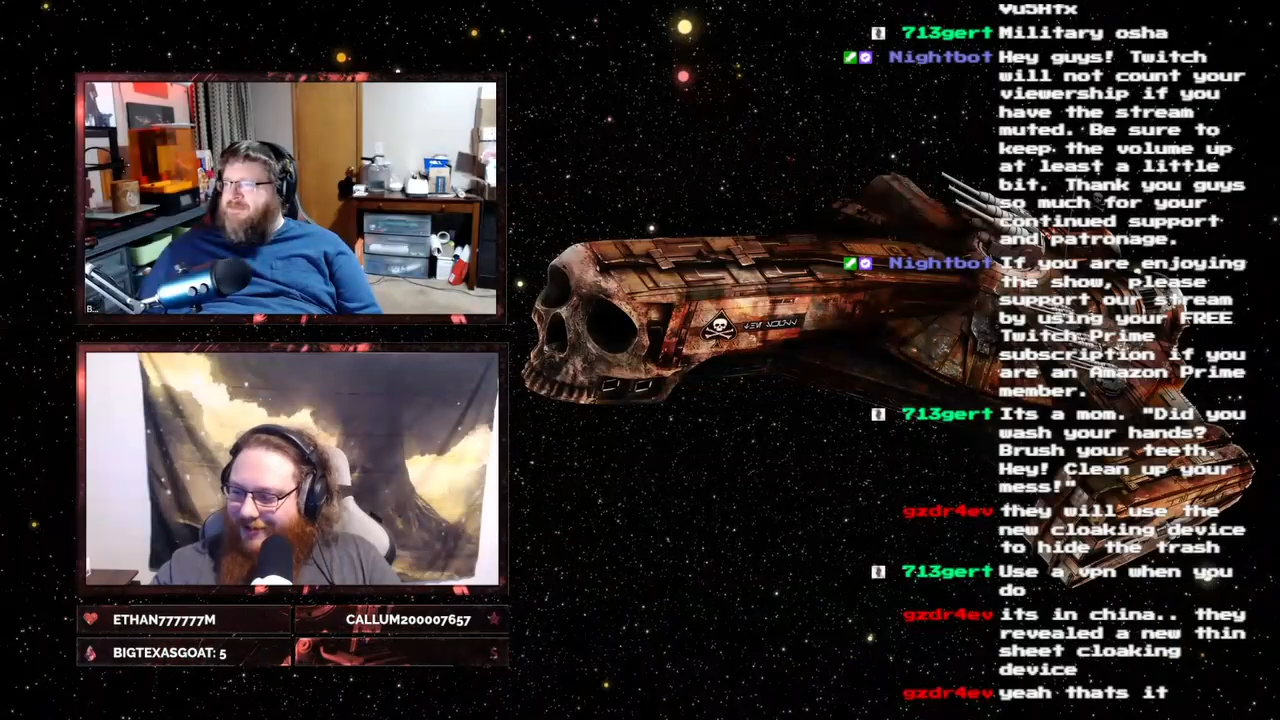 Yu5Hfx
713gert Military osha
Nightbot Hey guys! Twitch
will not count your
viewership if you
have the stream
muted. Be sure to
keep the volume up
at least a little
bit. Thank you guys
so much for your
continued support
and patronage.
Nightbot If you are enjoying
the show, please
support our stream
by using your FREE
Twitch Prime
subscription if you
are an Amazon Prime
member.
713gert Its a mom. "Did you
wash your hands?
Brush your teeth.
Hey! Clean up your
mess!"
gzdr4ev they will use the
new cloaking device
to hide the trash
713gert Use a vpn when you
do
gzdr4ev its in china.. they
revealed a new thin
sheet cloaking
device
gzdr4ev yeah thats it
B...
ETHAN777777M
CALLUM200007657
BIGTEXASGOAT: 5